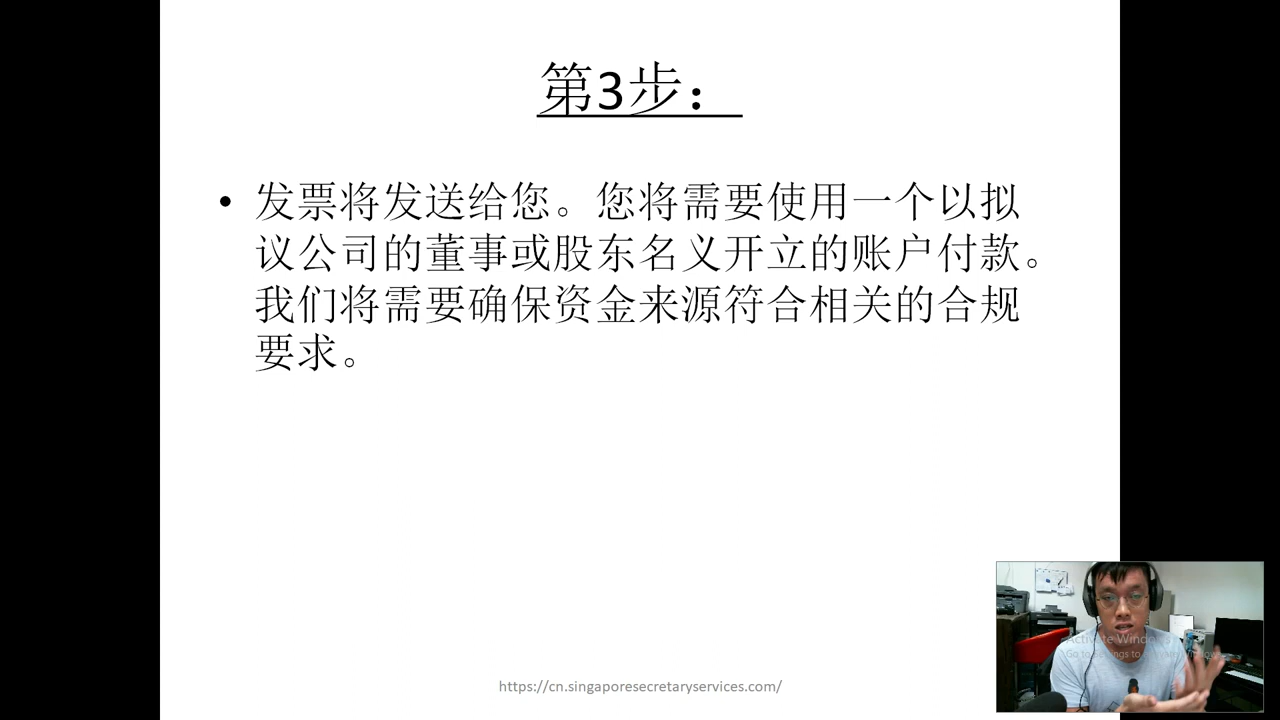 第3步：
• 发票将发送给您。您将需要使用一个以拟
议公司的董事或股东名义开立的账户付款。
我们将需要确保资金来源符合相关的合规
要求。
https://cn.singaporesecretaryservices.com/
Activate Windows